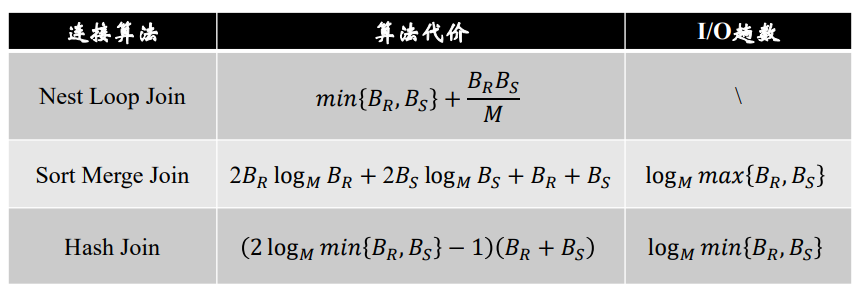 连接算法 算法代价 I/O趟数
Nest Loop Join $min\{B_R, B_S\} + \frac{B_R B_S}{M}$ \
Sort Merge Join $2B_R \log_M B_R + 2B_S \log_M B_S + B_R + B_S$ $\log_M max\{B_R, B_S\}$
Hash Join $(2 \log_M min\{B_R, B_S\} - 1)(B_R + B_S)$ $\log_M min\{B_R, B_S\}$